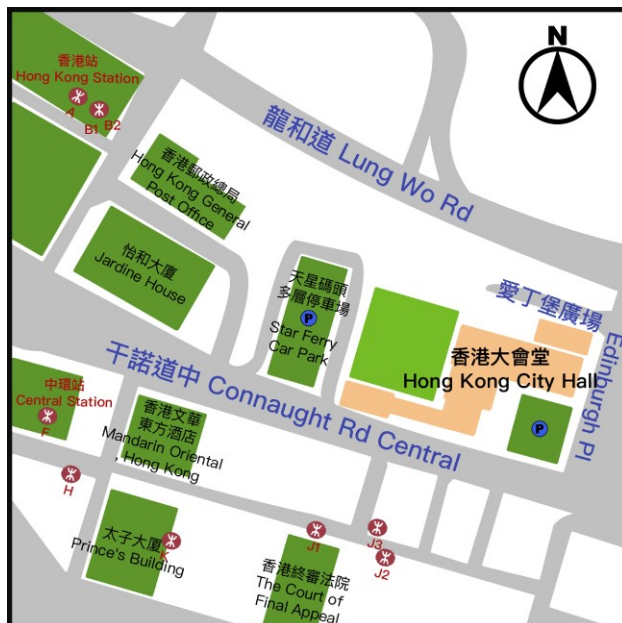 香港站
Hong Kong Station
A
B1
B2
N
龍和道 Lung Wo Rd
香港郵政總局
Hong Kong General
Post Office
怡和大廈
Jardine House
天星碼頭
多層停車場
P
Star Ferry
Car Park
愛丁堡廣場
Edinburgh Pl
香港大會堂
Hong Kong City Hall
P
干諾道中 Connaught Rd Central
中環站
Central Station
F
香港文華
東方酒店
Mandarin Oriental
, Hong Kong
H
太子大廈
Prince's Building
K
J1
J3
J2
香港終審法院
The Court of
Final Appeal